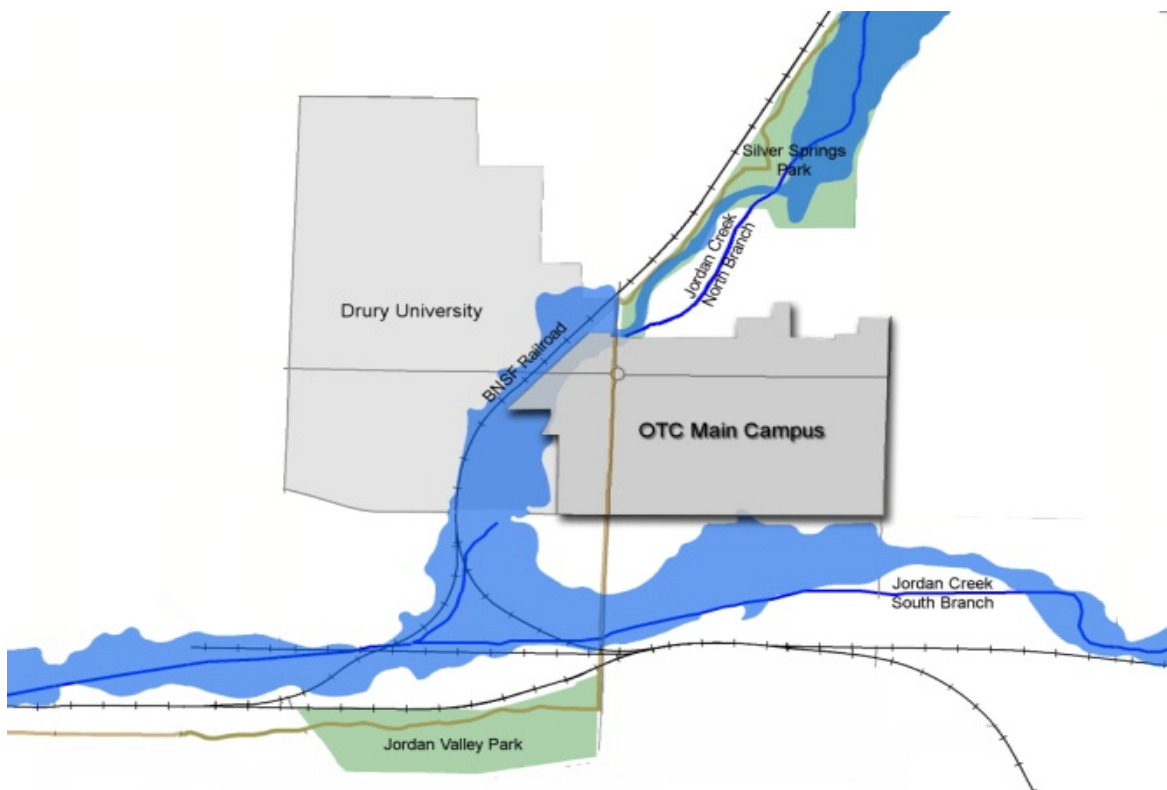 Silver Springs
Park
Jordan Creek
North Branch
Drury University
BNSF Railroad
OTC Main Campus
Jordan Creek
South Branch
Jordan Valley Park